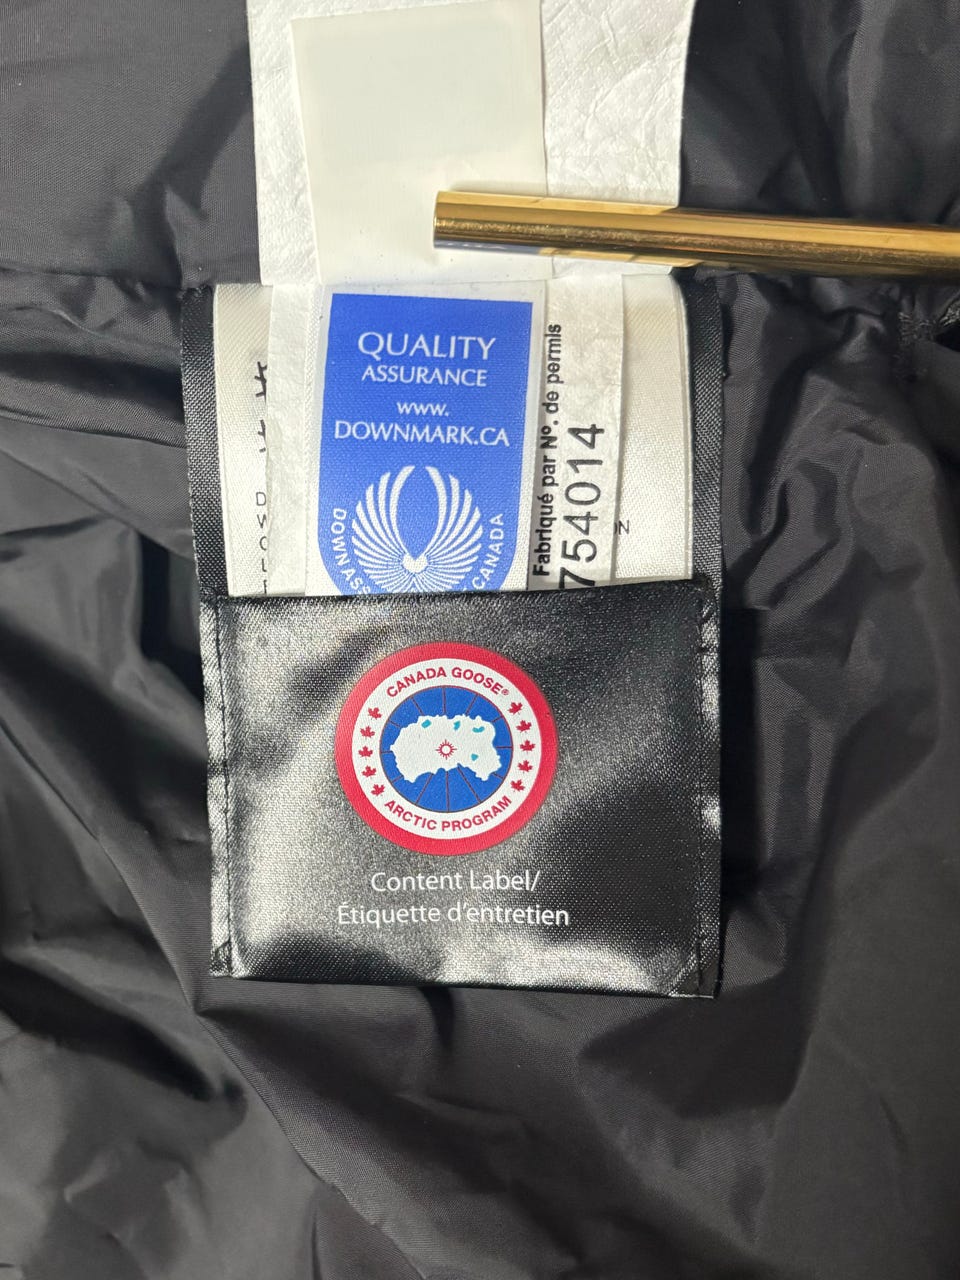 QUALITY
ASSURANCE
www.
DOWNMARK.CA
CANADA
Fabriqué par Nº. de permis
754014
N
CANADA GOOSE®
ARCTIC PROGRAM
Content Label/
Étiquette d'entretien